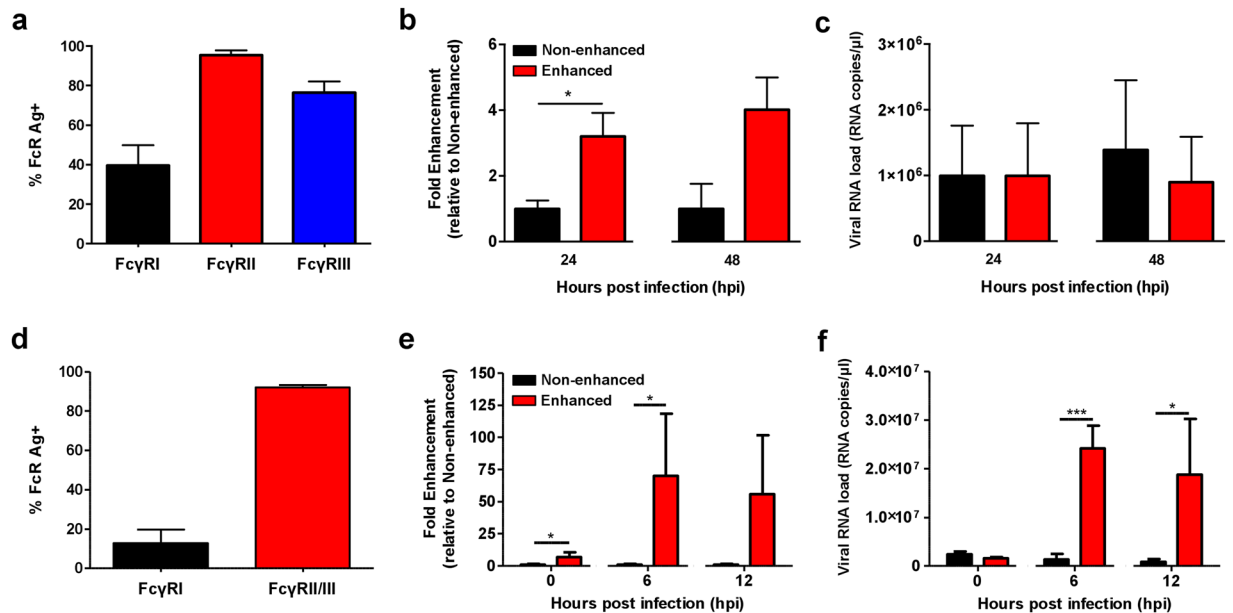 a
% FcR Ag+
100
80
60
40
20
0
FcγRI
FcγRII
FcγRIII
b
Fold Enhancement
(relative to Non-enhanced)
6
4
2
0
Non-enhanced
Enhanced
*
24
48
Hours post infection (hpi)
c
Viral RNA load (RNA copies/µl)
3×10⁶
2×10⁶
1×10⁶
0
24
48
Hours post infection (hpi)
d
% FcR Ag+
100
80
60
40
20
0
FcγRI
FcγRII/III
e
Fold Enhancement
(relative to Non-enhanced)
150
125
100
75
50
25
0
Non-enhanced
Enhanced
*
*
0
6
12
Hours post infection (hpi)
f
Viral RNA load (RNA copies/µl)
4.0×10⁷
3.0×10⁷
2.0×10⁷
1.0×10⁷
0
***
*
0
6
12
Hours post infection (hpi)